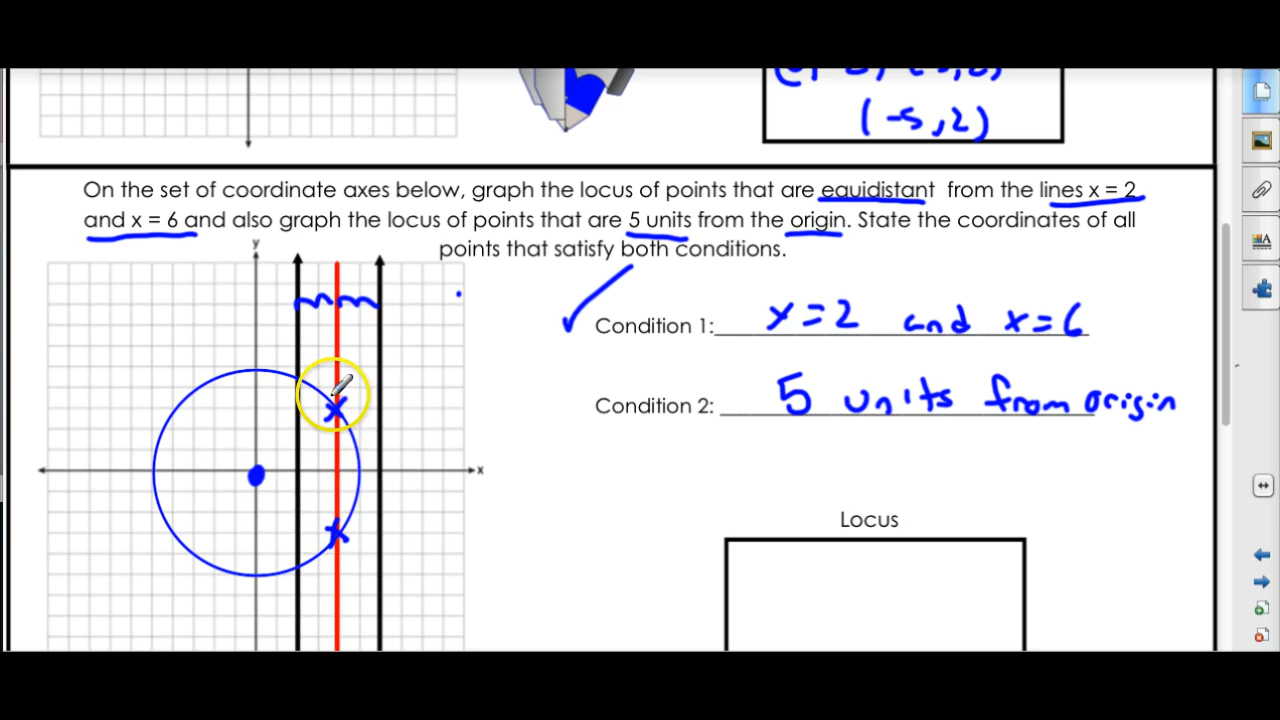 (-5,2)
On the set of coordinate axes below, graph the locus of points that are equidistant from the lines x = 2
and x = 6 and also graph the locus of points that are 5 units from the origin. State the coordinates of all
points that satisfy both conditions.
y
x
Condition 1: x=2 and x=6
Condition 2: 5 units from origin
Locus